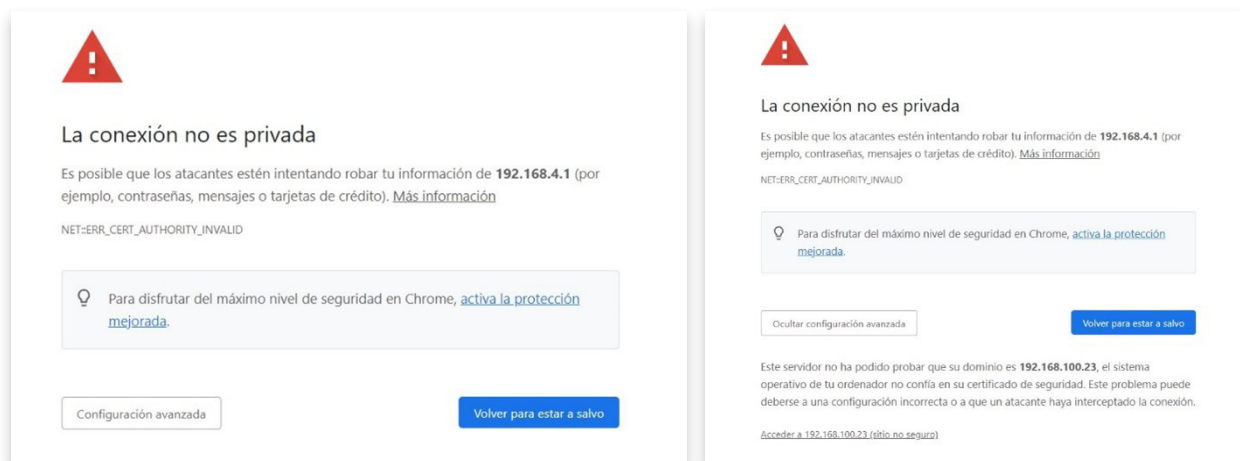 La conexión no es privada
Es posible que los atacantes estén intentando robar tu información de 192.168.4.1 (por
ejemplo, contraseñas, mensajes o tarjetas de crédito). Más información
NET::ERR_CERT_AUTHORITY_INVALID
Para disfrutar del máximo nivel de seguridad en Chrome, activa la protección
mejorada.
Configuración avanzada
Volver para estar a salvo
La conexión no es privada
Es posible que los atacantes estén intentando robar tu información de 192.168.4.1 (por
ejemplo, contraseñas, mensajes o tarjetas de crédito). Más información
NET::ERR_CERT_AUTHORITY_INVALID
Para disfrutar del máximo nivel de seguridad en Chrome, activa la protección
mejorada.
Ocultar configuración avanzada
Volver para estar a salvo
Este servidor no ha podido probar que su dominio es 192.168.100.23, el sistema
operativo de tu ordenador no confía en su certificado de seguridad. Este problema puede
deberse a una configuración incorrecta o a que un atacante haya interceptado la conexión.
Acceder a 192.168.100.23 (sitio no seguro)